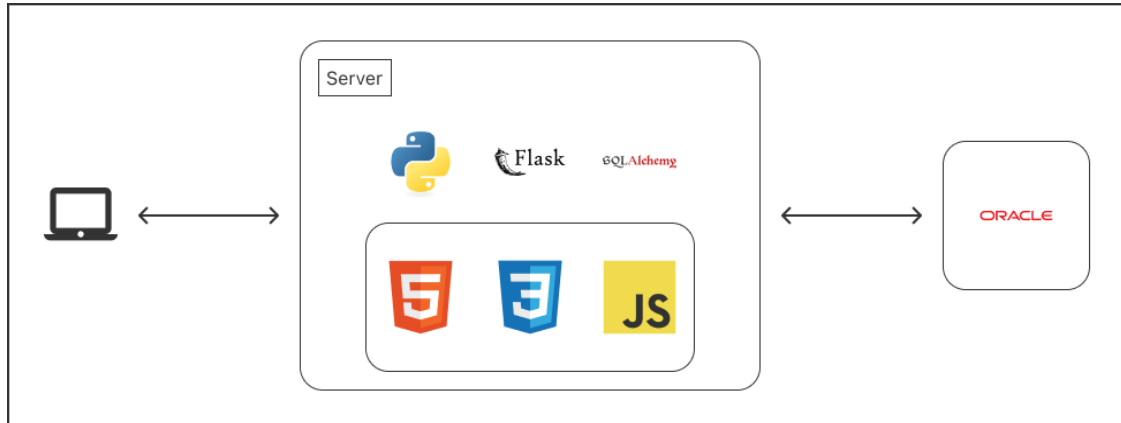 Server
Flask
SQLAlchemy
ORACLE
5
3
JS